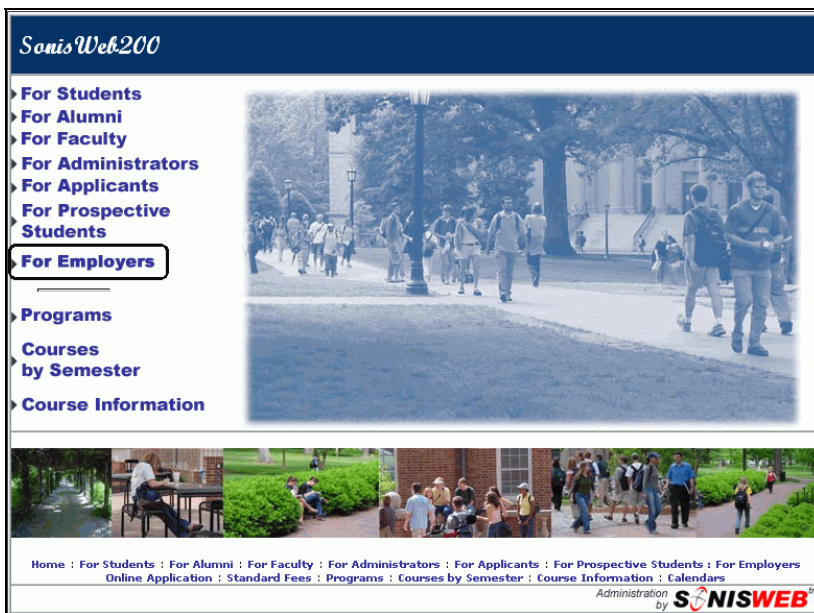 SonisWeb200
For Students
For Alumni
For Faculty
For Administrators
For Applicants
For Prospective
Students
For Employers
Programs
Courses
by Semester
Course Information
Home : For Students : For Alumni : For Faculty : For Administrators : For Applicants : For Prospective Students : For Employers
Online Application : Standard Fees : Programs : Courses by Semester : Course Information : Calendars
Administration
by SONISWEB